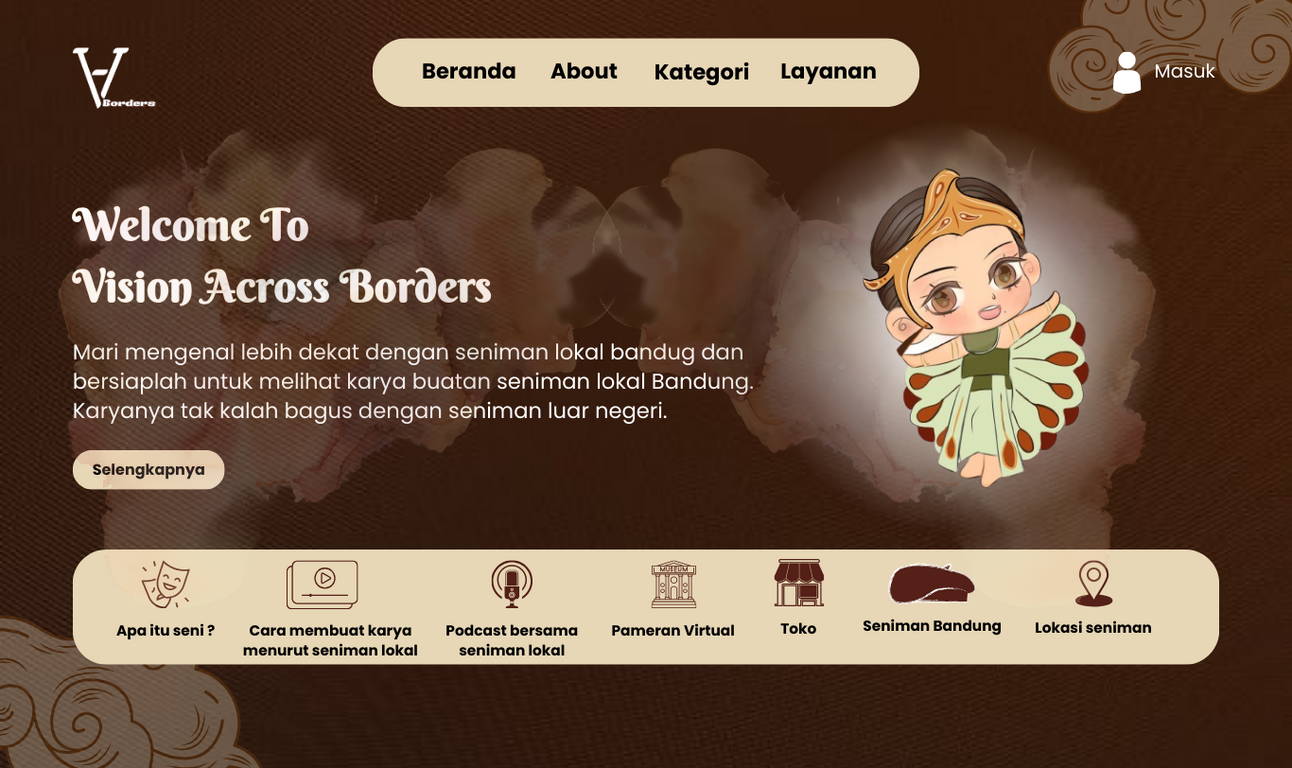 Borders
Beranda
About
Kategori
Layanan
Masuk
Welcome To
Vision Across Borders
Mari mengenal lebih dekat dengan seniman lokal bandug dan
bersiaplah untuk melihat karya buatan seniman lokal Bandung.
Karyanya tak kalah bagus dengan seniman luar negeri.
Selengkapnya
MUSEUM
Apa itu seni ?
Cara membuat karya
menurut seniman lokal
Podcast bersama
seniman lokal
Pameran Virtual
Toko
Seniman Bandung
Lokasi seniman